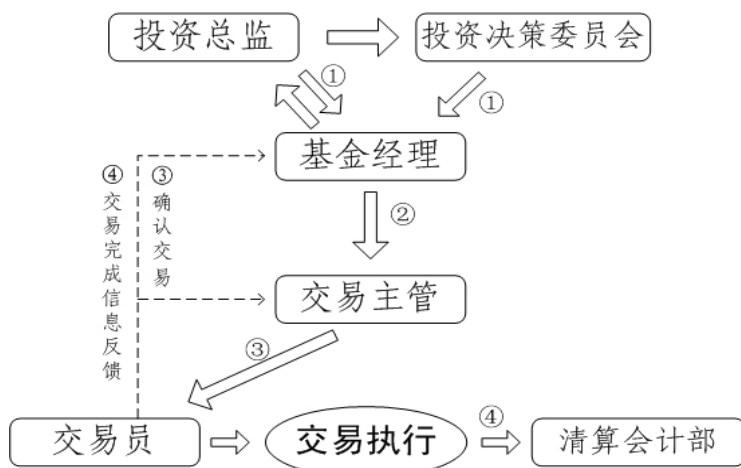 投资总监
投资决策委员会
①
①
基金经理
④交易完成信息反馈
③确认交易
②
交易主管
③
交易员
交易执行
④
清算会计部